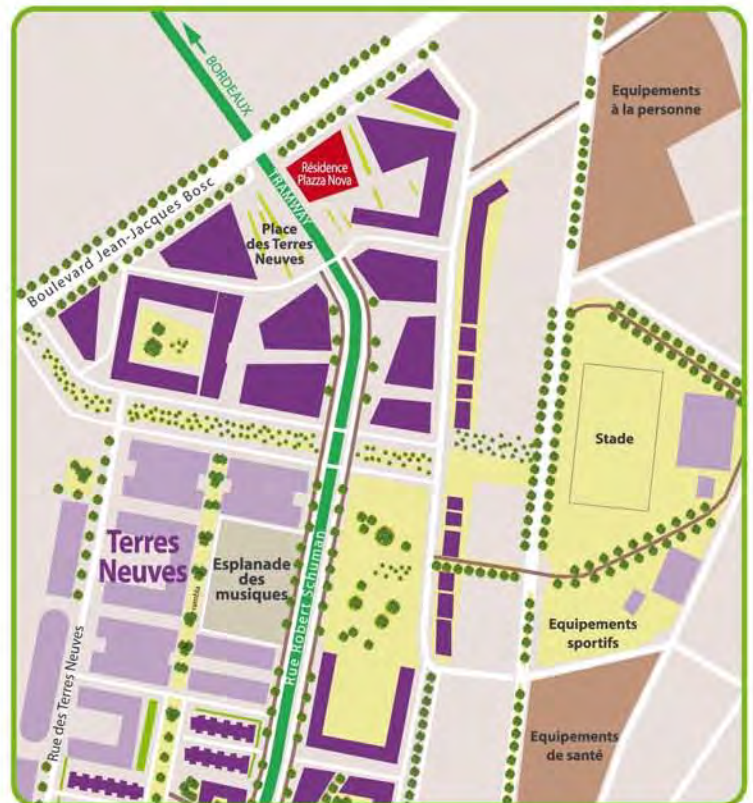 BORDEAUX
Equipements
à la personne
Résidence
Plazza Nova
TRAMWAY
Boulevard Jean-Jacques Bosc
Place
des Terres
Neuves
Stade
Terres
Neuves
Esplanade
des
musiques
Rue Robert Schuman
Equipements
sportifs
Rue des Terres Neuves
Equipements
de santé